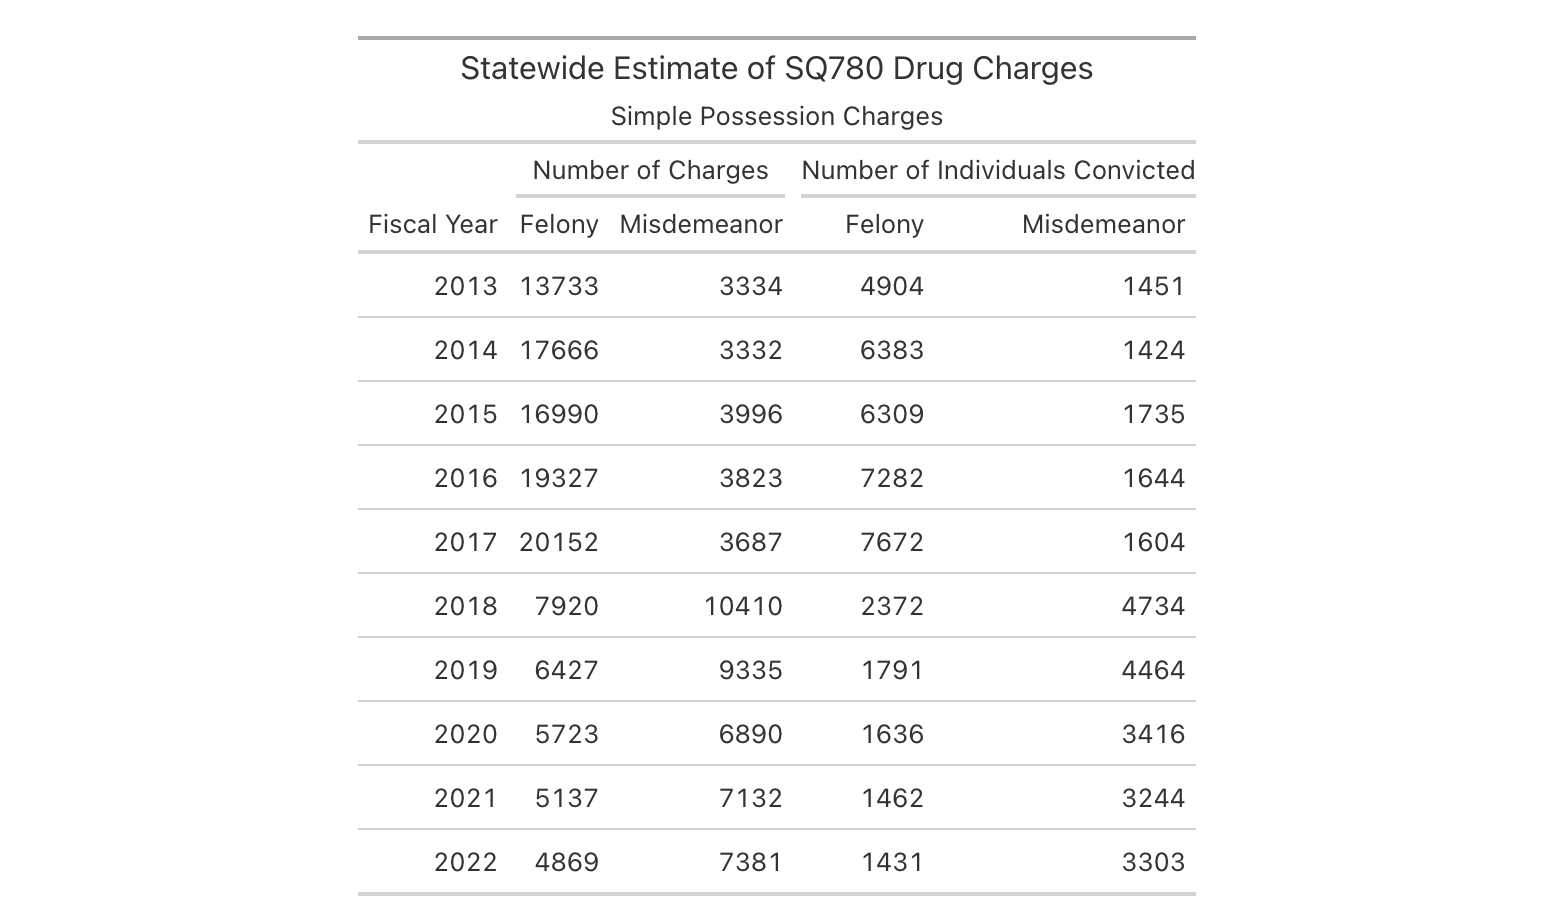 Statewide Estimate of SQ780 Drug Charges
Simple Possession Charges
Number of Charges Number of Individuals Convicted
Fiscal Year Felony Misdemeanor Felony Misdemeanor
2013 13733 3334 4904 1451
2014 17666 3332 6383 1424
2015 16990 3996 6309 1735
2016 19327 3823 7282 1644
2017 20152 3687 7672 1604
2018 7920 10410 2372 4734
2019 6427 9335 1791 4464
2020 5723 6890 1636 3416
2021 5137 7132 1462 3244
2022 4869 7381 1431 3303